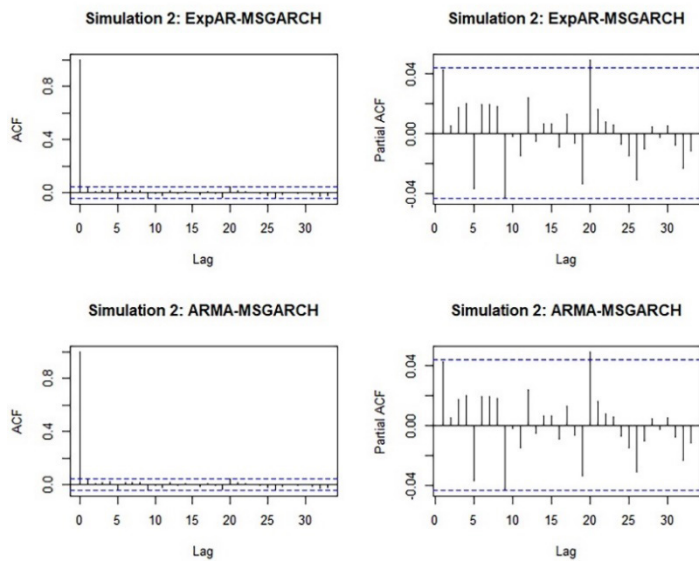 Simulation 2: ExpAR-MSGARCH
ACF
0.0 0.4 0.8
0 5 10 15 20 25 30
Lag
Simulation 2: ExpAR-MSGARCH
Partial ACF
-0.04 0.00 0.04
0 5 10 15 20 25 30
Lag
Simulation 2: ARMA-MSGARCH
ACF
0.0 0.4 0.8
0 5 10 15 20 25 30
Lag
Simulation 2: ARMA-MSGARCH
Partial ACF
-0.04 0.00 0.04
0 5 10 15 20 25 30
Lag